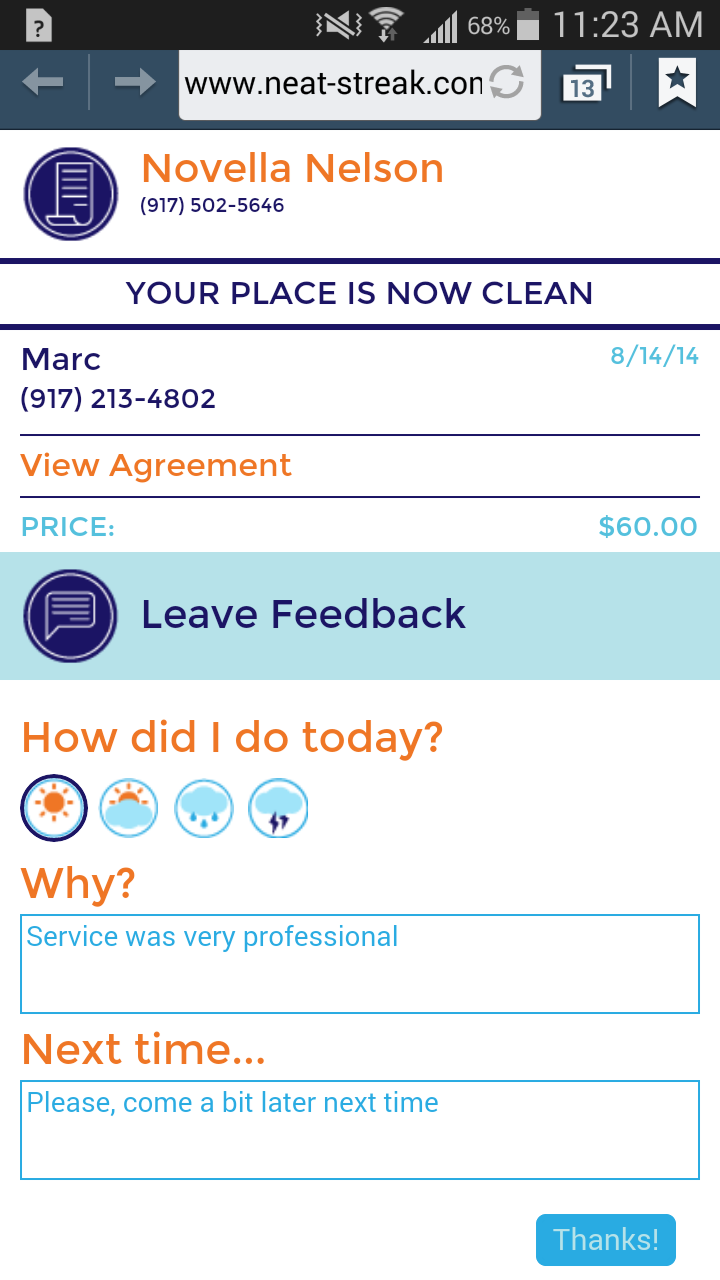 ?
68%
11:23 AM
www.neat-streak.con
13
Novella Nelson
(917) 502-5646
YOUR PLACE IS NOW CLEAN
Marc
8/14/14
(917) 213-4802
View Agreement
PRICE:
$60.00
Leave Feedback
How did I do today?
Why?
Service was very professional
Next time...
Please, come a bit later next time
Thanks!